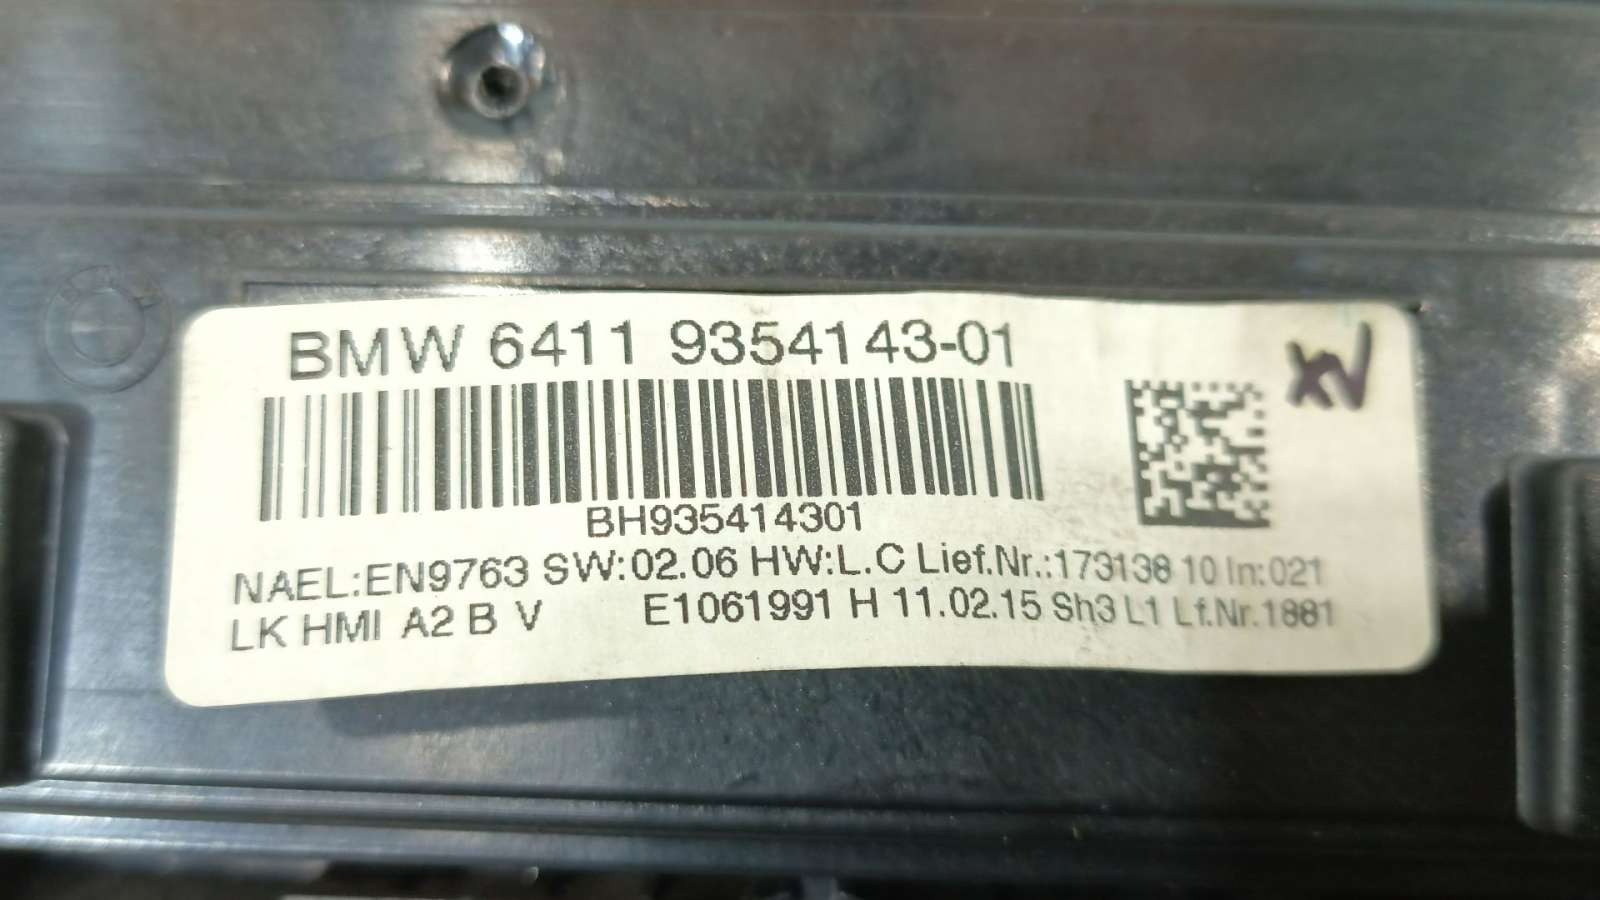 BMW 6411 9354143-01
XV
BH935414301
NAEL:EN9763 SW:02.06 HW:L.C Lief.Nr.:173138 10 In:021
LK HMI A2 B V E1061991 H 11.02.15 Sh3 L1 Lf.Nr.1881